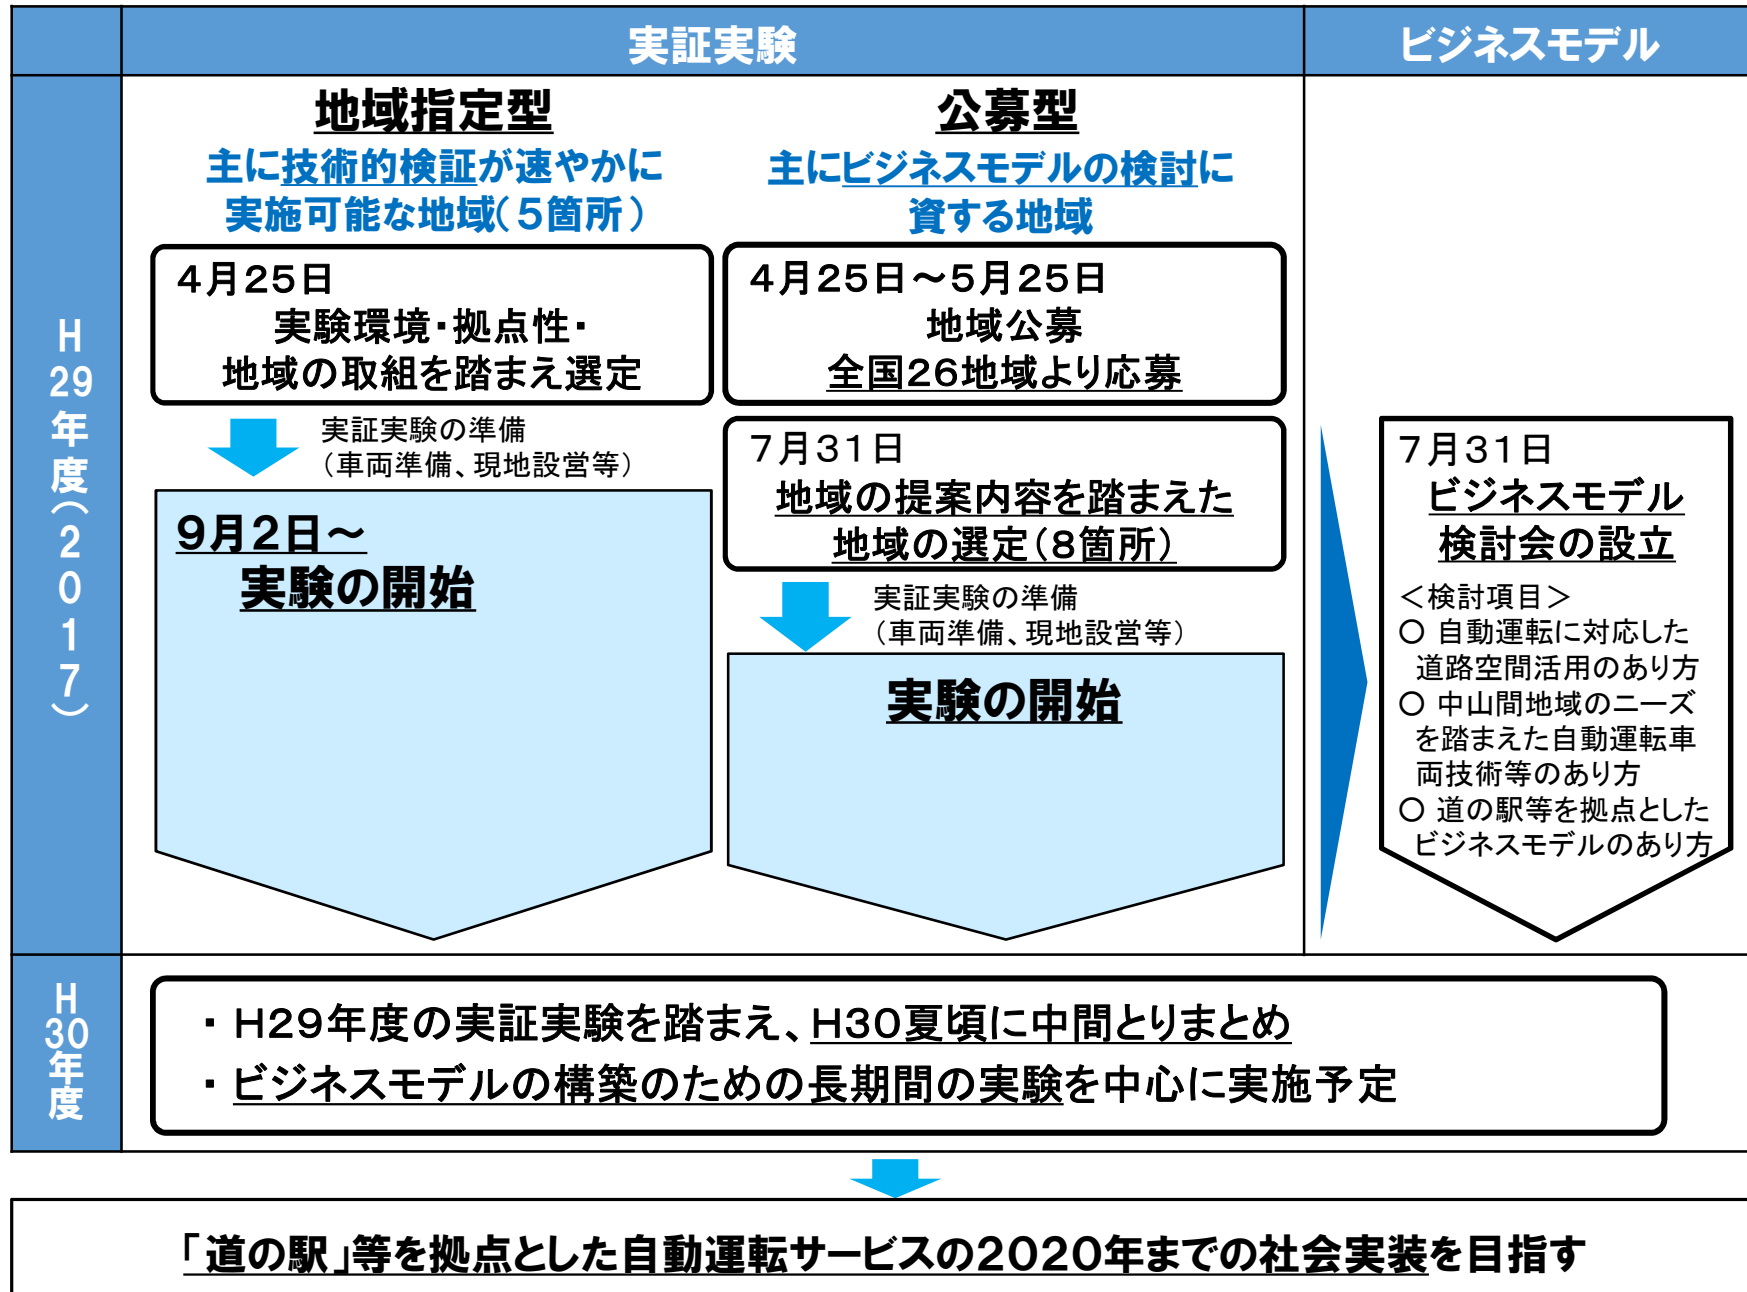 実証実験
ビジネスモデル
H29年度(2017)
地域指定型
主に技術的検証が速やかに
実施可能な地域(5箇所)
4月25日
実験環境・拠点性・
地域の取組を踏まえ選定
実証実験の準備
(車両準備、現地設営等)
9月2日～
実験の開始
公募型
主にビジネスモデルの検討に
資する地域
4月25日～5月25日
地域公募
全国26地域より応募
7月31日
地域の提案内容を踏まえた
地域の選定(8箇所)
実証実験の準備
(車両準備、現地設営等)
実験の開始
7月31日
ビジネスモデル
検討会の設立
＜検討項目＞
○ 自動運転に対応した
道路空間活用のあり方
○ 中山間地域のニーズ
を踏まえた自動運転車
両技術等のあり方
○ 道の駅等を拠点とした
ビジネスモデルのあり方
H30年度
・H29年度の実証実験を踏まえ、H30夏頃に中間とりまとめ
・ビジネスモデルの構築のための長期間の実験を中心に実施予定
「道の駅」等を拠点とした自動運転サービスの2020年までの社会実装を目指す